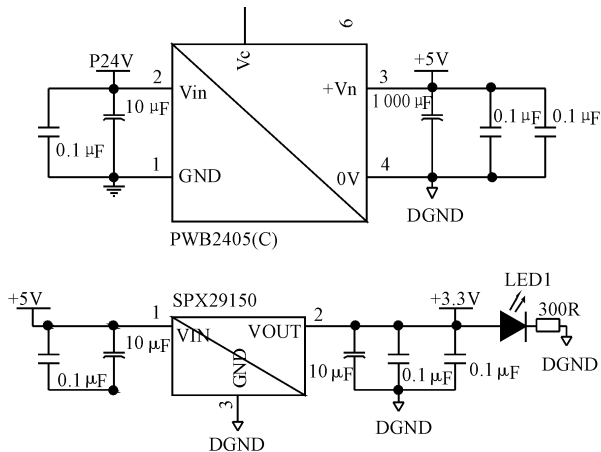 6
Vc
P24V
2
Vin
10 μF
0.1 μF
1
GND
+Vn
3
+5V
1 000 μF
0.1 μF
0.1 μF
0V
4
DGND
PWB2405(C)
+5V
1
SPX29150
VIN
VOUT
2
GND
3
DGND
10 μF
0.1 μF
+3.3V
LED1
300R
DGND
10 μF
0.1 μF
0.1 μF
DGND